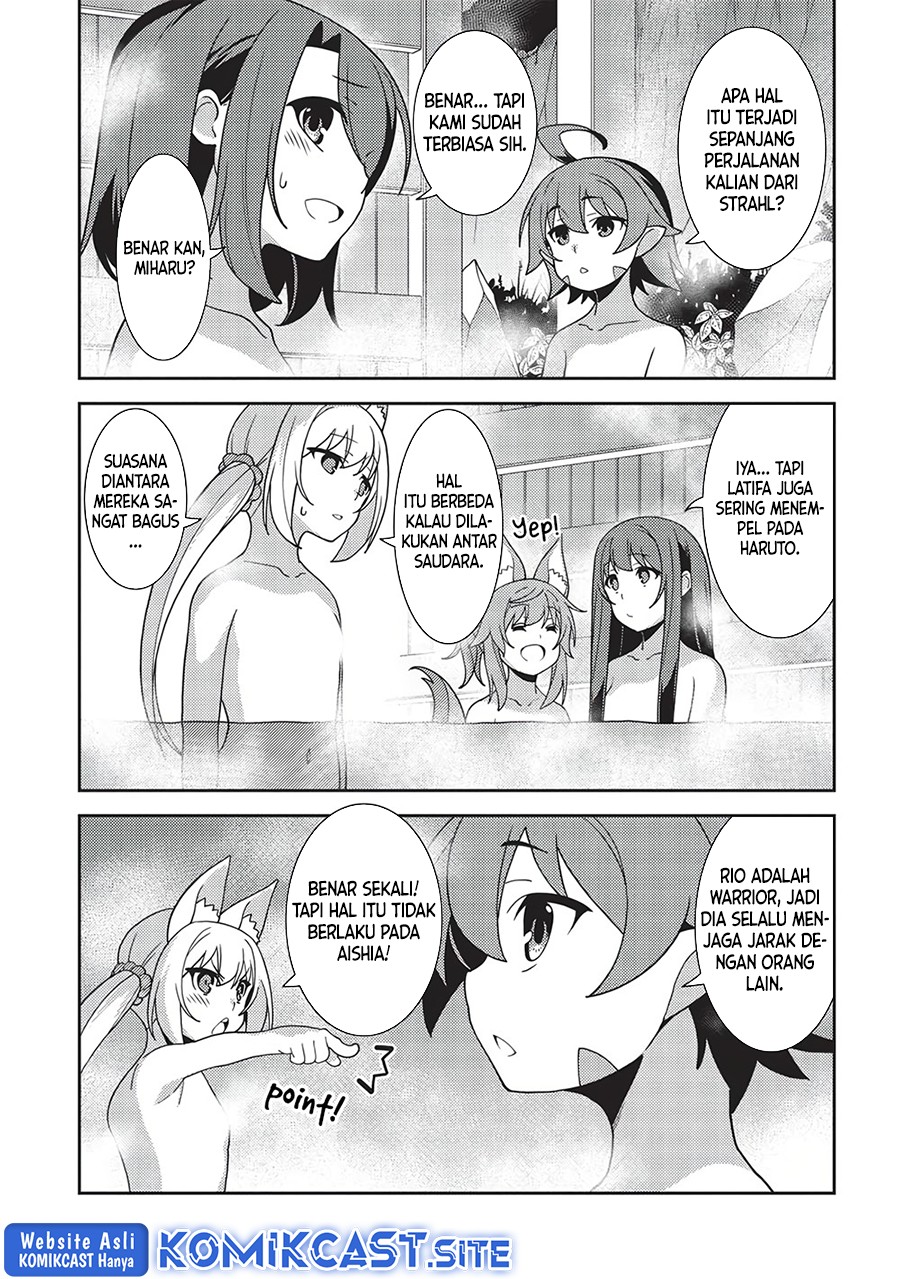 APA HAL
ITU TERJADI
SEPANJANG
PERJALANAN
KALIAN DARI
STRAHL?
BENAR... TAPI
KAMI SUDAH
TERBIASA SIH.
BENAR KAN,
MIHARU?
IYA... TAPI
LATIFA JUGA
SERING MENEM-
PEL PADA
HARUTO.
Yep!
HAL
ITU BERBEDA
KALAU DILA-
KUKAN ANTAR
SAUDARA.
SUASANA
DIANTARA
MEREKA SA-
NGAT BAGUS
...
RIO ADALAH
WARRIOR, JADI
DIA SELALU MEN-
JAGA JARAK DE-
NGAN ORANG
LAIN.
BENAR SEKALI!
TAPI HAL ITU TIDAK
BERLAKU PADA
AISHIA!
point!
Website Asli
KOMIKCAST Hanya
KOMIKCAST.SITE